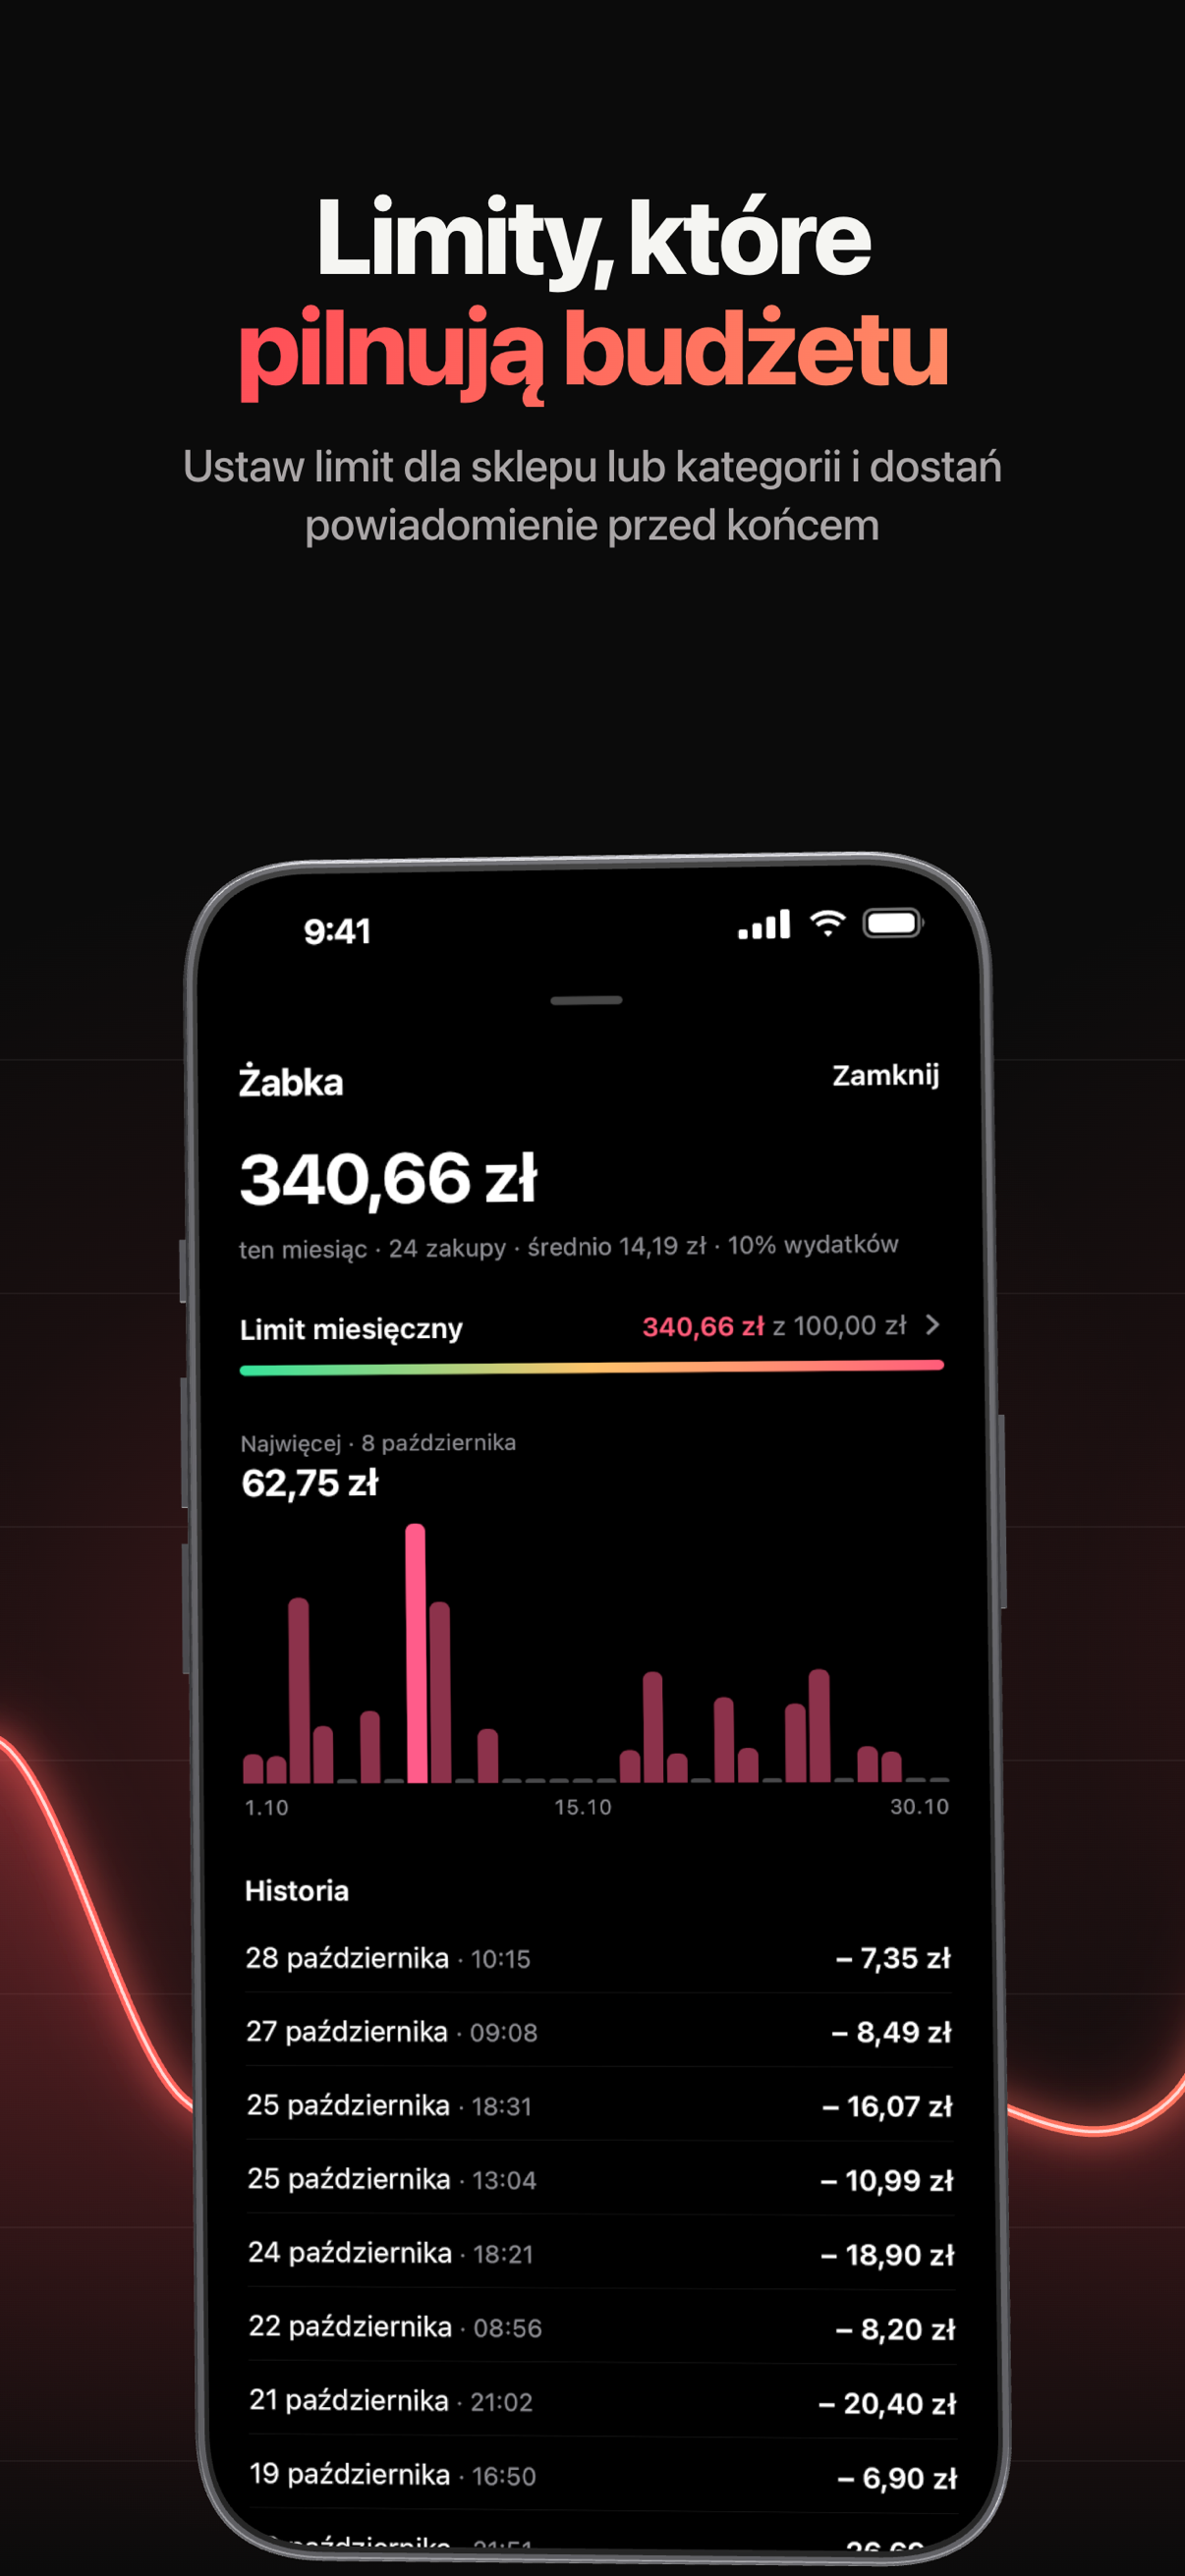 Limity, które
pilnują budżetu
Ustaw limit dla sklepu lub kategorii i dostań
powiadomienie przed końcem
9:41
Żabka Zamknij
340,66 zł
ten miesiąc · 24 zakupy · średnio 14,19 zł · 10% wydatków
Limit miesięczny 340,66 zł z 100,00 zł
Najwięcej · 8 października
62,75 zł
1.10 15.10 30.10
Historia
28 października · 10:15 – 7,35 zł
27 października · 09:08 – 8,49 zł
25 października · 18:31 – 16,07 zł
25 października · 13:04 – 10,99 zł
24 października · 18:21 – 18,90 zł
22 października · 08:56 – 8,20 zł
21 października · 21:02 – 20,40 zł
19 października · 16:50 – 6,90 zł
października